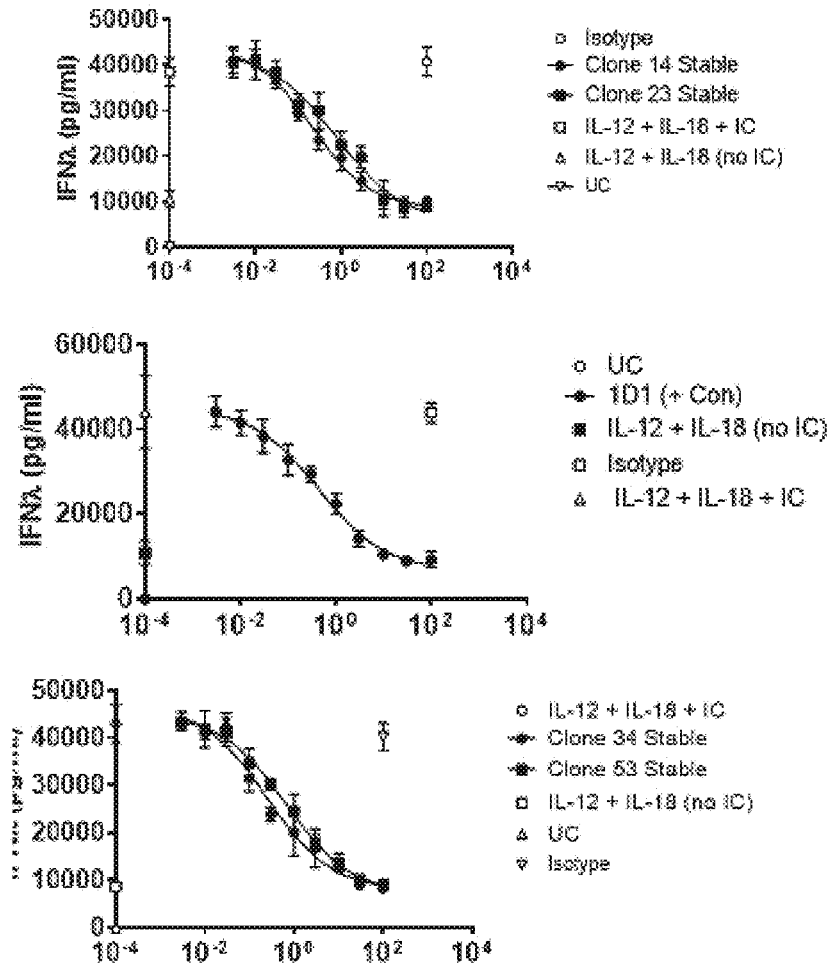 50000
40000
30000
20000
10000
0
IFNλ (pg/ml)
10⁻⁴ 10⁻² 10⁰ 10² 10⁴
Isotype
Clone 14 Stable
Clone 23 Stable
IL-12 + IL-18 + IC
IL-12 + IL-18 (no IC)
UC
60000
40000
20000
0
IFNλ (pg/ml)
10⁻⁴ 10⁻² 10⁰ 10² 10⁴
UC
1D1 (+ Con)
IL-12 + IL-18 (no IC)
Isotype
IL-12 + IL-18 + IC
50000
40000
30000
20000
10000
0
10⁻⁴ 10⁻² 10⁰ 10² 10⁴
IL-12 + IL-18 + IC
Clone 34 Stable
Clone 53 Stable
IL-12 + IL-18 (no IC)
UC
Isotype